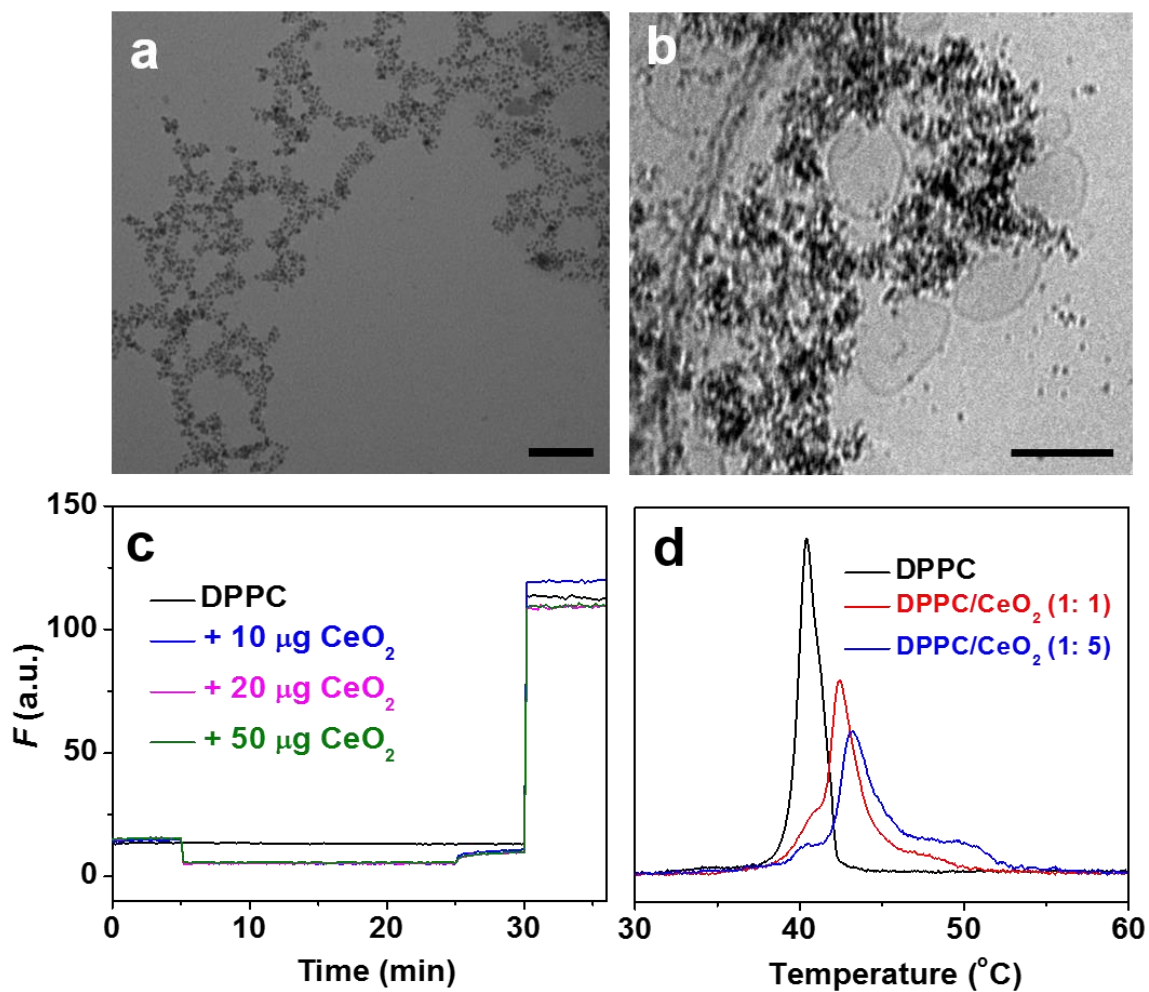 a
b
150
100
50
0
F (a.u.)
c
DPPC
+ 10 μg CeO₂
+ 20 μg CeO₂
+ 50 μg CeO₂
0
10
20
30
Time (min)
d
DPPC
DPPC/CeO₂ (1: 1)
DPPC/CeO₂ (1: 5)
30
40
50
60
Temperature (°C)